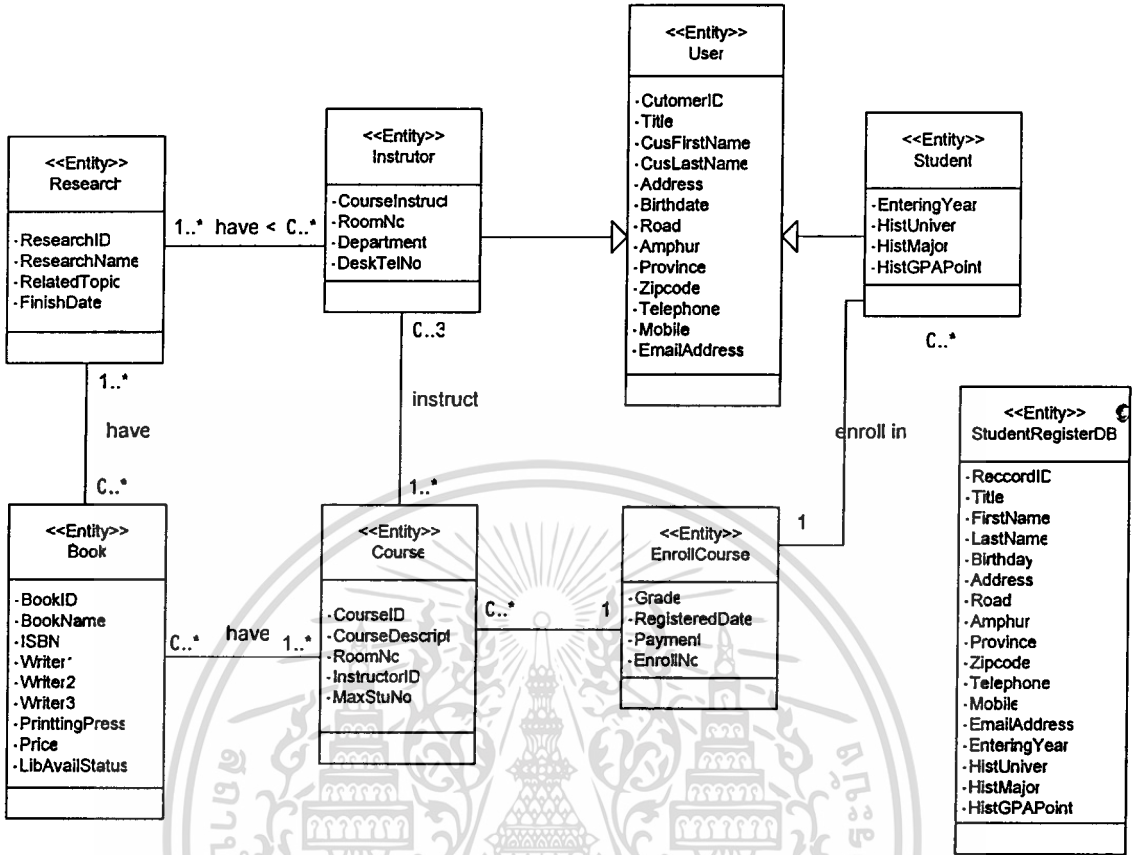 <<Entity>>
User
-CutomerID
-Title
-CusFirstName
-CusLastName
-Address
-Birthdate
-Road
-Amphur
-Province
-Zipcode
-Telephone
-Mobile
-EmailAddress
<<Entity>>
Research
-ResearchID
-ResearchName
-RelatedTopic
-FinishDate
1..* have < 0..*
<<Entity>>
Instrutor
-CourseInstruct
-RoomNo
-Department
-DeskTelNo
<<Entity>>
Student
-EnteringYear
-HistUniver
-HistMajor
-HistGPAPoint
1..*
have
0..*
0..3
instruct
1..*
0..*
enroll in
1
<<Entity>>
Book
-BookID
-BookName
-ISBN
-Writer1
-Writer2
-Writer3
-PrinttingPress
-Price
-LibAvailStatus
0..* have 1..*
<<Entity>>
Course
-CourseID
-CourseDescript
-RoomNo
-InstructorID
-MaxStuNo
0..* 1
<<Entity>>
EnrollCourse
-Grade
-RegisteredDate
-Payment
-EnrollNo
<<Entity>>
StudentRegisterDB
-ReccordID
-Title
-FirstName
-LastName
-Birthday
-Address
-Road
-Amphur
-Province
-Zipcode
-Telephone
-Mobile
-EmailAddress
-EnteringYear
-HistUniver
-HistMajor
-HistGPAPoint